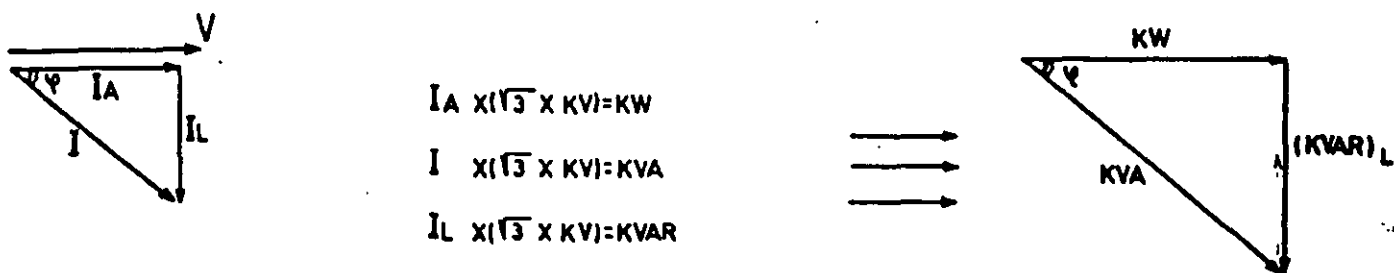 V
φ
IA
I
IL
IA X(√3 X KV)=KW
I X(√3 X KV)=KVA
IL X(√3 X KV)=KVAR
KW
φ
KVA
(KVAR)L